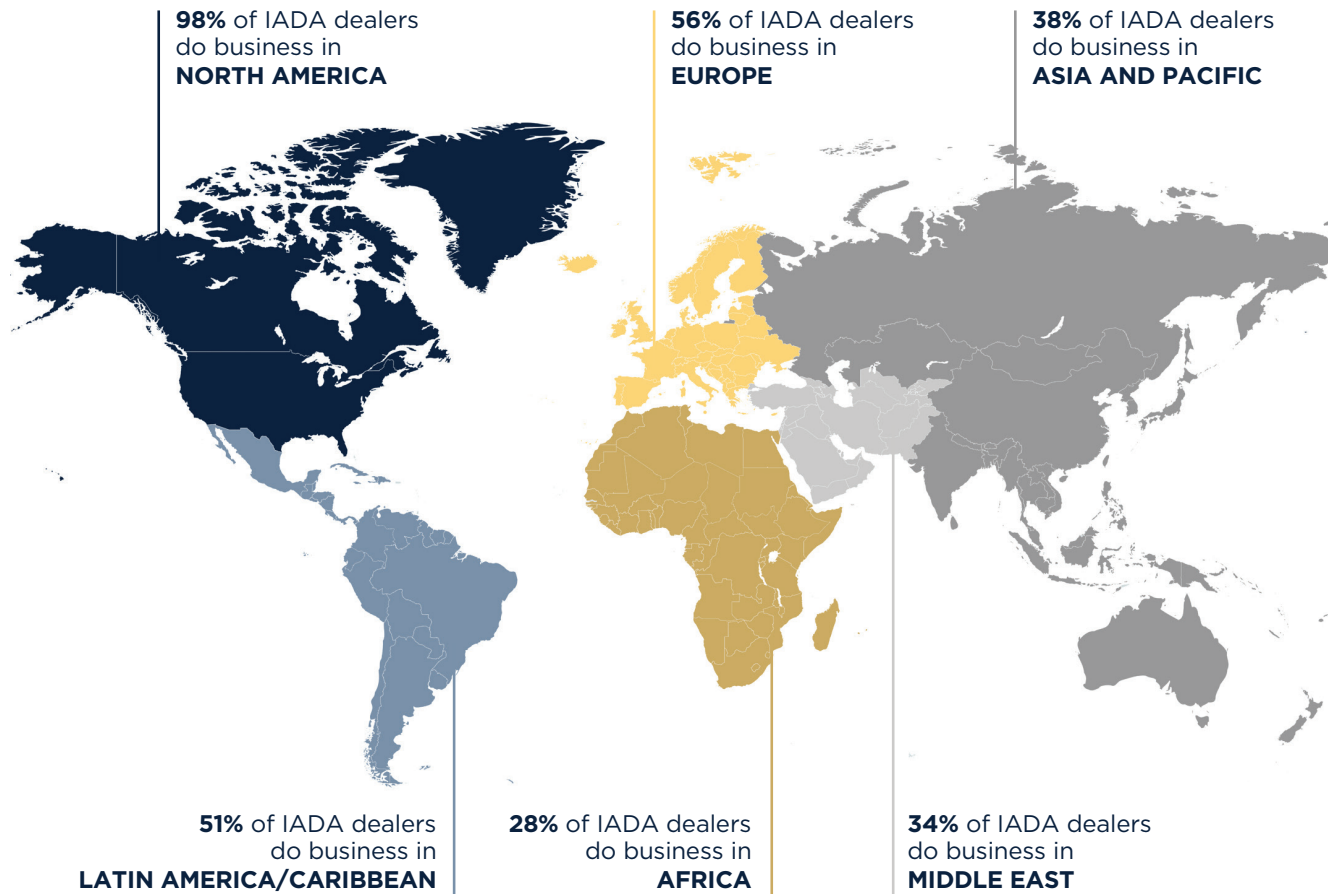 98% of IADA dealers
do business in
NORTH AMERICA
56% of IADA dealers
do business in
EUROPE
38% of IADA dealers
do business in
ASIA AND PACIFIC
51% of IADA dealers
do business in
LATIN AMERICA/CARIBBEAN
28% of IADA dealers
do business in
AFRICA
34% of IADA dealers
do business in
MIDDLE EAST